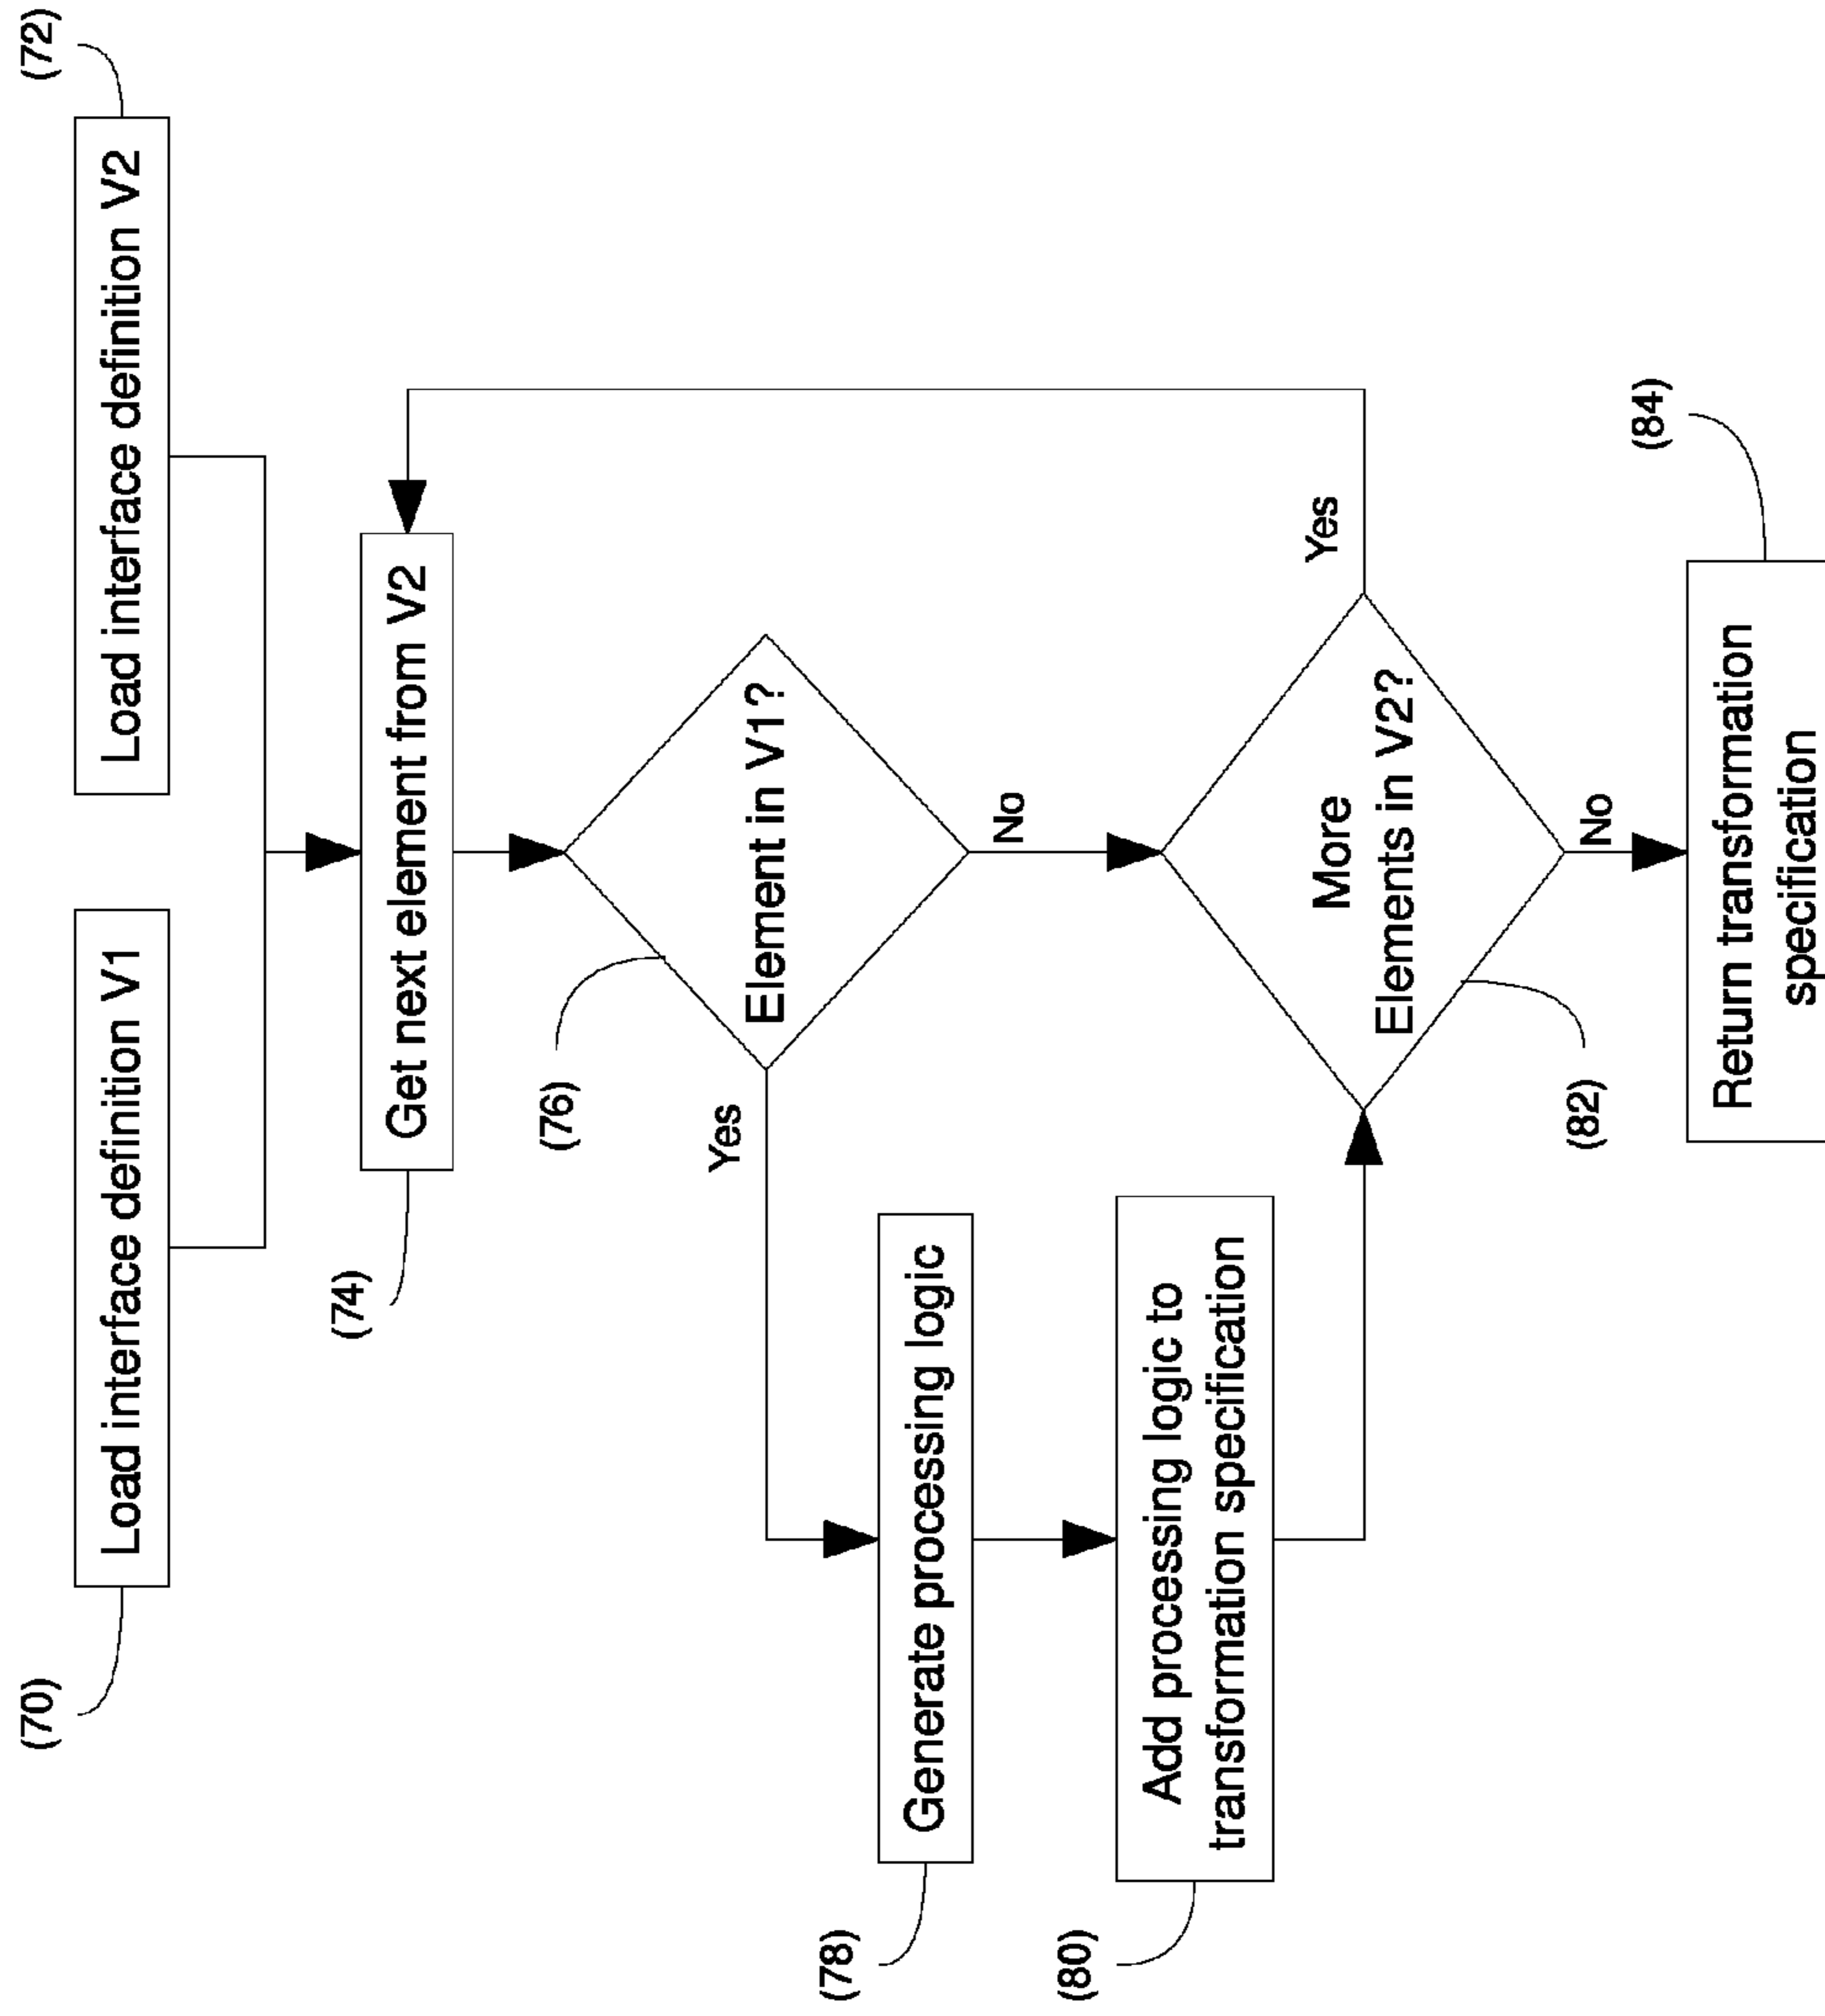 (70)
(72)
Load interface definition V1
Load interface definition V2
(74)
Get next element from V2
(76)
Element in V1?
Yes
No
(78)
Generate processing logic
(80)
Add processing logic to
transformation specification
More
Elements in V2?
Yes
(82)
No
(84)
Return transformation
specification